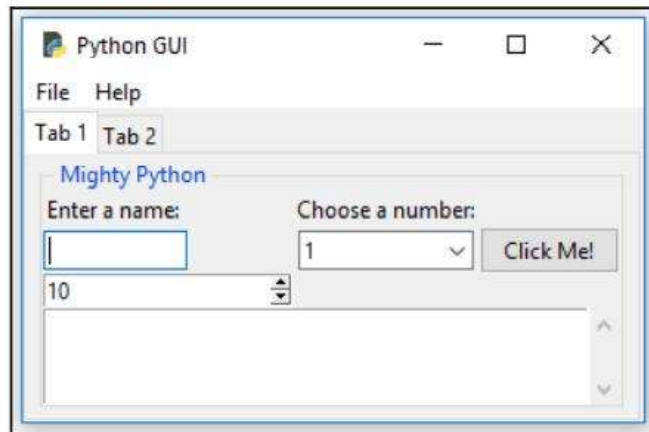 Python GUI
File Help
Tab 1 Tab 2
Mighty Python
Enter a name: Choose a number:
1 Click Me!
10